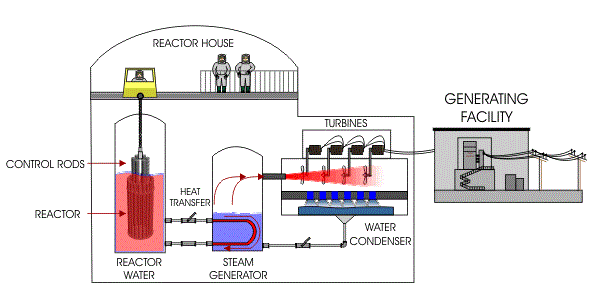 REACTOR HOUSE
GENERATING
FACILITY
TURBINES
CONTROL RODS
REACTOR
HEAT
TRANSFER
WATER
CONDENSER
REACTOR
WATER
STEAM
GENERATOR